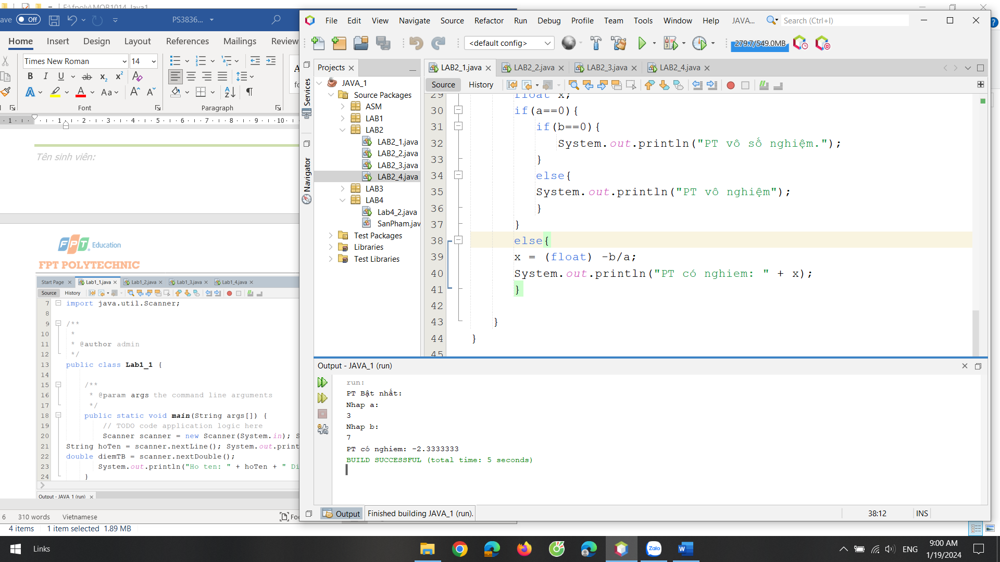 E:\fpoly\MOB1014_Java1
ave Off PS3836...
Home Insert Design Layout References Mailings Review
Times New Roman 14
Font Paragraph
Tên sinh viên:
FPT Education
FPT POLYTECHNIC
Start Page Lab1_1.java Lab1_2.java Lab1_3.java Lab1_4.java
Source History
7 import java.util.Scanner;
8
9 /**
10 *
11 * @author admin
12 */
13 public class Lab1_1 {
14
15 /**
16 * @param args the command line arguments
17 */
18 public static void main(String args[]) {
19 // TODO code application logic here
20 Scanner scanner = new Scanner(System.in); S
21 String hoTen = scanner.nextLine(); System.out.print
22 double diemTB = scanner.nextDouble();
23 System.out.println("Ho ten: " + hoTen + " Di
24 }
Output - JAVA_1 (run)
6 310 words Vietnamese Foc
4 items 1 item selected 1.89 MB
File Edit View Navigate Source Refactor Run Debug Profile Team Tools Window Help JAVA... Search (Ctrl+I)
<default config> 279.7/549.0MB
Services
Navigator
Projects
JAVA_1
Source Packages
ASM
LAB1
LAB2
LAB2_1.java
LAB2_2.java
LAB2_3.java
LAB2_4.java
LAB3
LAB4
Lab4_2.java
SanPham.jav
Test Packages
Libraries
Test Libraries
LAB2_1.java LAB2_2.java LAB2_3.java LAB2_4.java
Source History
29 float x;
30 if(a==0){
31 if(b==0){
32 System.out.println("PT vô số nghiệm.");
33 }
34 else{
35 System.out.println("PT vô nghiệm");
36 }
37 }
38 else{
39 x = (float) -b/a;
40 System.out.println("PT có nghiem: " + x);
41 }
42
43 }
44 }
45
Output - JAVA_1 (run)
run:
PT Bật nhất:
Nhap a:
3
Nhap b:
7
PT có nghiem: -2.3333333
BUILD SUCCESSFUL (total time: 5 seconds)
Output Finished building JAVA_1 (run). 38:12 INS
Links Zalo ENG 9:00 AM
1/19/2024